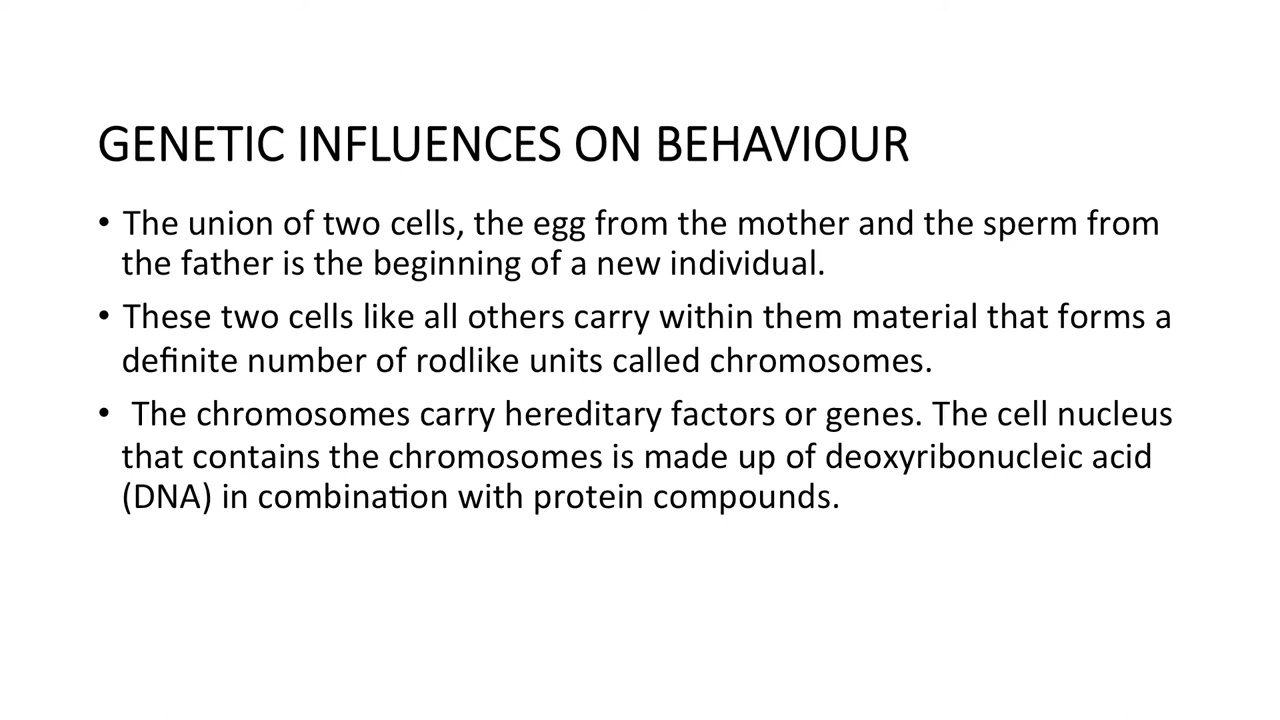 GENETIC INFLUENCES ON BEHAVIOUR
• The union of two cells, the egg from the mother and the sperm from
the father is the beginning of a new individual.
• These two cells like all others carry within them material that forms a
definite number of rodlike units called chromosomes.
• The chromosomes carry hereditary factors or genes. The cell nucleus
that contains the chromosomes is made up of deoxyribonucleic acid
(DNA) in combination with protein compounds.